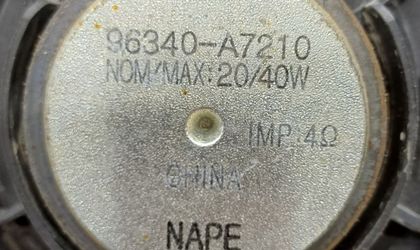 96340-A7210
NOM/MAX:20/40W
IMP.4Ω
CHINA
NAPE